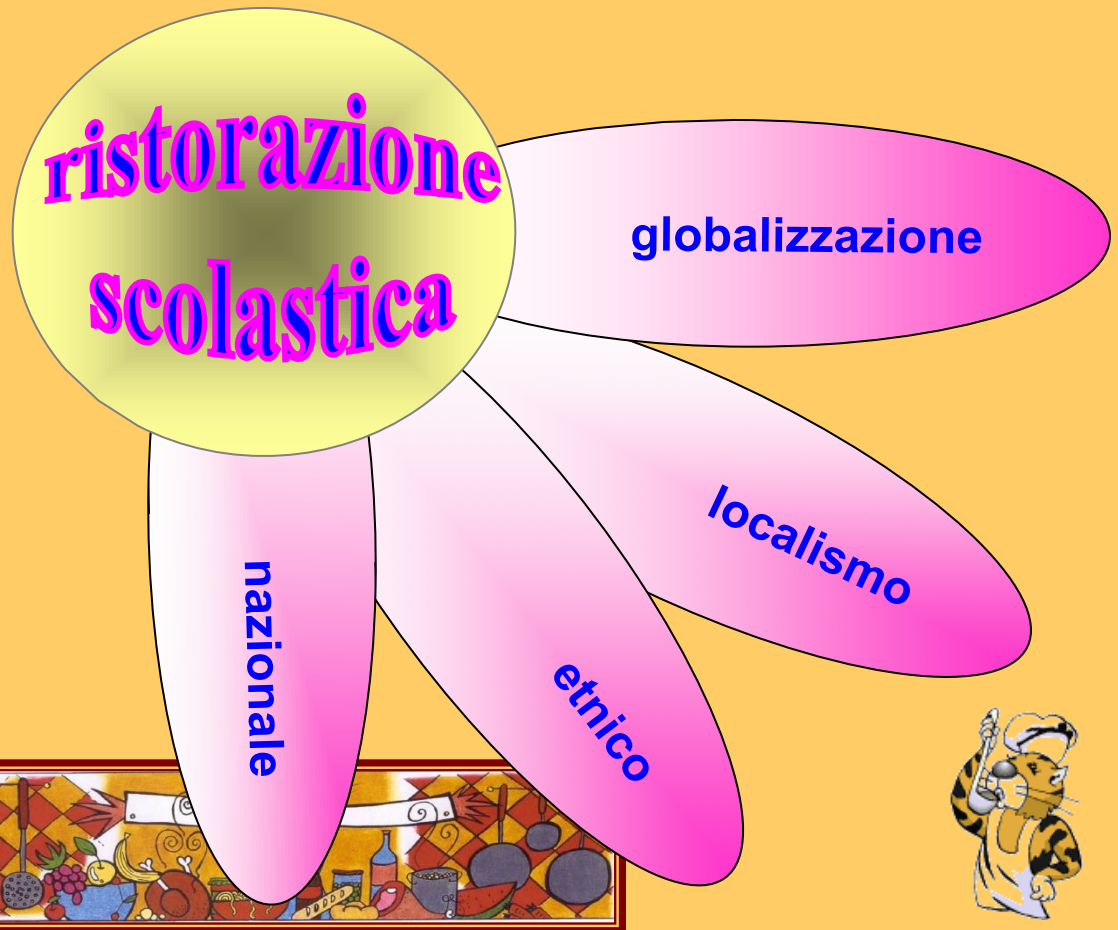 ristorazione
scolastica
globalizzazione
localismo
etnico
nazionale